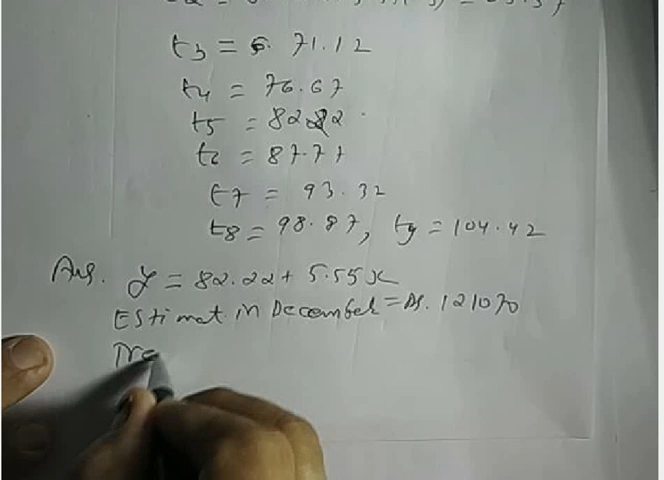 t3 = 71.12
t4 = 76.67
t5 = 82.22
t6 = 87.77
t7 = 93.32
t8 = 98.87, t9 = 104.42
Ans. y = 82.22 + 5.55x
Estimat in December = Rs. 121070
Tre